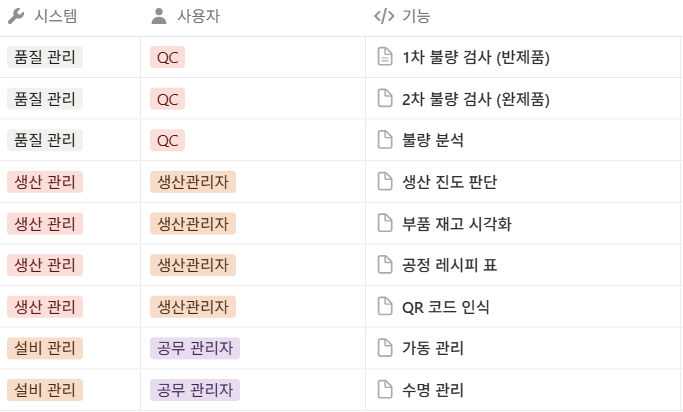 시스템 사용자 기능
품질 관리 QC 1차 불량 검사 (반제품)
품질 관리 QC 2차 불량 검사 (완제품)
품질 관리 QC 불량 분석
생산 관리 생산관리자 생산 진도 판단
생산 관리 생산관리자 부품 재고 시각화
생산 관리 생산관리자 공정 레시피 표
생산 관리 생산관리자 QR 코드 인식
설비 관리 공무 관리자 가동 관리
설비 관리 공무 관리자 수명 관리